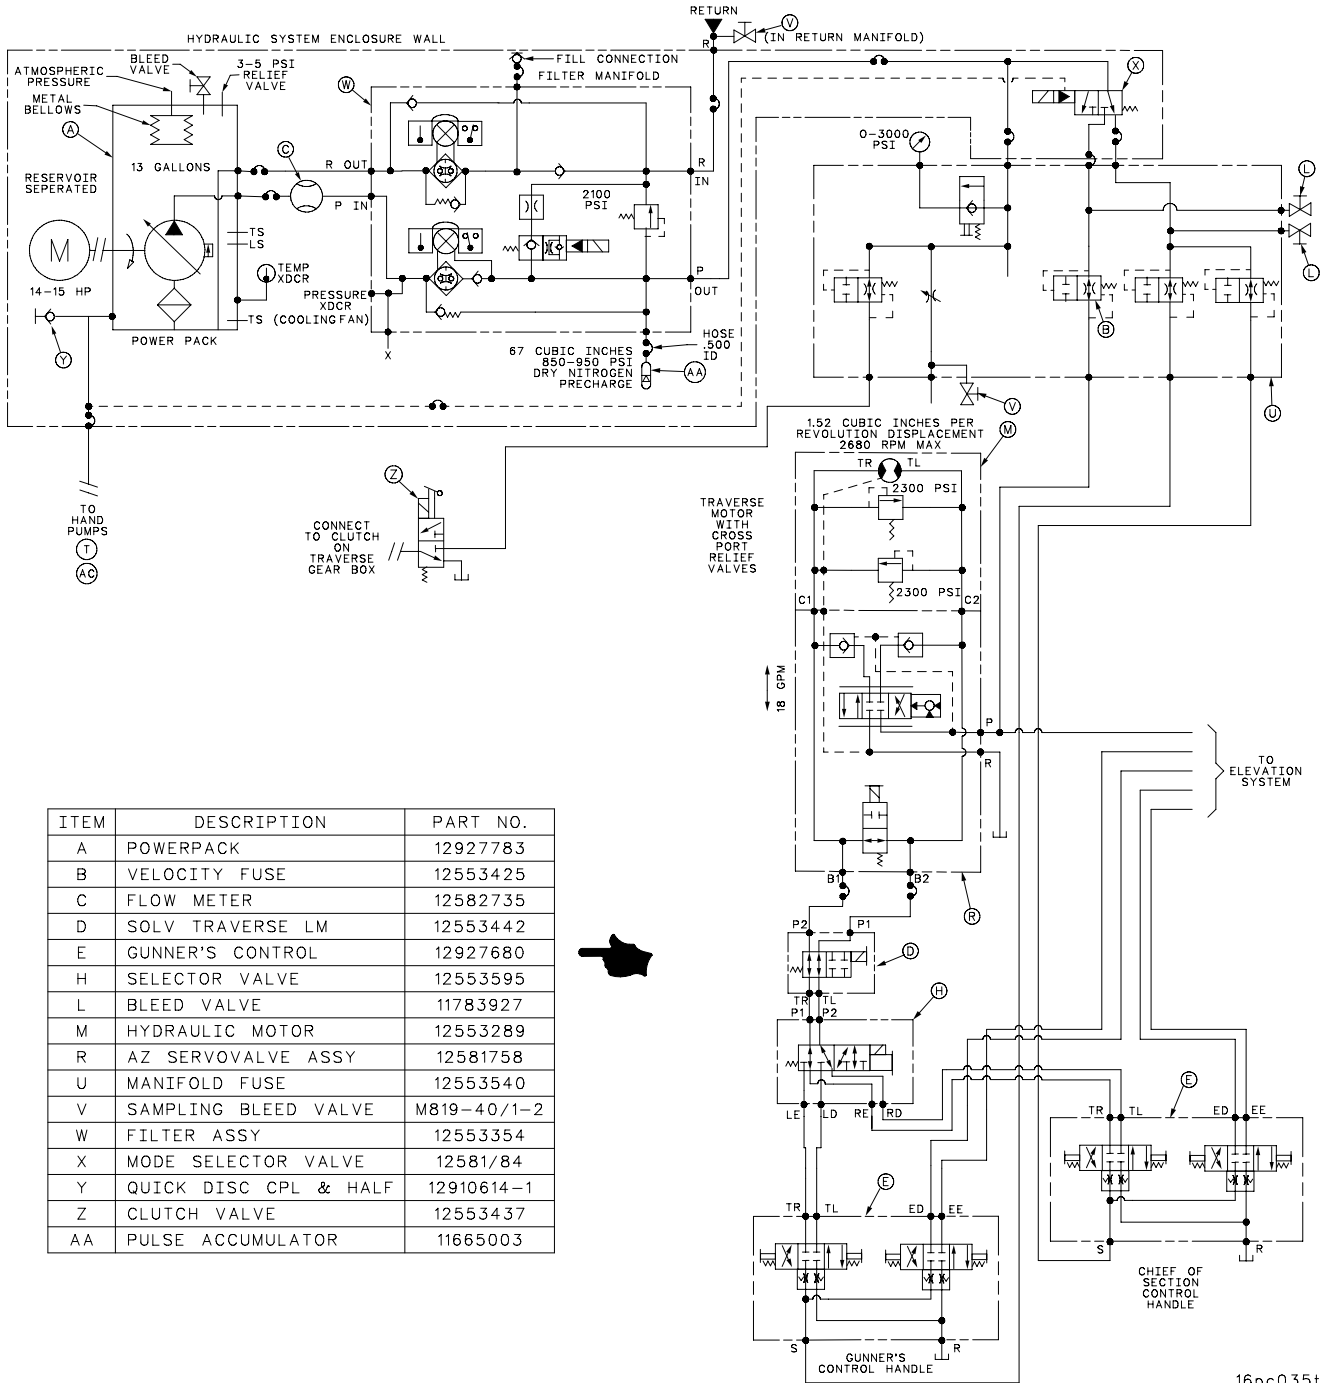 RETURN
R
V
(IN RETURN MANIFOLD)
HYDRAULIC SYSTEM ENCLOSURE WALL
BLEED
VALVE
3-5 PSI
RELIEF
VALVE
ATMOSPHERIC
PRESSURE
METAL
BELLOWS
A
13 GALLONS
RESERVOIR
SEPERATED
M
14-15 HP
TS
LS
TEMP
XDCR
TS (COOLING FAN)
POWER PACK
Y
C
R OUT
P IN
W
FILL CONNECTION
FILTER MANIFOLD
R
IN
2100
PSI
P
OUT
PRESSURE
XDCR
X
67 CUBIC INCHES
850-950 PSI
DRY NITROGEN
PRECHARGE
HOSE
.500
ID
AA
X
0-3000
PSI
L
L
B
V
U
TO
HAND
PUMPS
T
AC
Z
CONNECT
TO CLUTCH
ON
TRAVERSE
GEAR BOX
1.52 CUBIC INCHES PER
REVOLUTION DISPLACEMENT
2680 RPM MAX
M
TR TL
2300 PSI
TRAVERSE
MOTOR
WITH
CROSS
PORT
RELIEF
VALVES
2300 PSI
C1 C2
18 GPM
P
R
TO
ELEVATION
SYSTEM
B1 B2
R
P2 P1
D
TR TL
P1 P2
H
LE LD RE RD
E
TR TL ED EE
S R
CHIEF OF
SECTION
CONTROL
HANDLE
E
TR TL ED EE
S R
GUNNER'S
CONTROL HANDLE
ITEM DESCRIPTION PART NO.
A POWERPACK 12927783
B VELOCITY FUSE 12553425
C FLOW METER 12582735
D SOLV TRAVERSE LM 12553442
E GUNNER'S CONTROL 12927680
H SELECTOR VALVE 12553595
L BLEED VALVE 11783927
M HYDRAULIC MOTOR 12553289
R AZ SERVOVALVE ASSY 12581758
U MANIFOLD FUSE 12553540
V SAMPLING BLEED VALVE M819-40/1-2
W FILTER ASSY 12553354
X MODE SELECTOR VALVE 12581/84
Y QUICK DISC CPL & HALF 12910614-1
Z CLUTCH VALVE 12553437
AA PULSE ACCUMULATOR 11665003